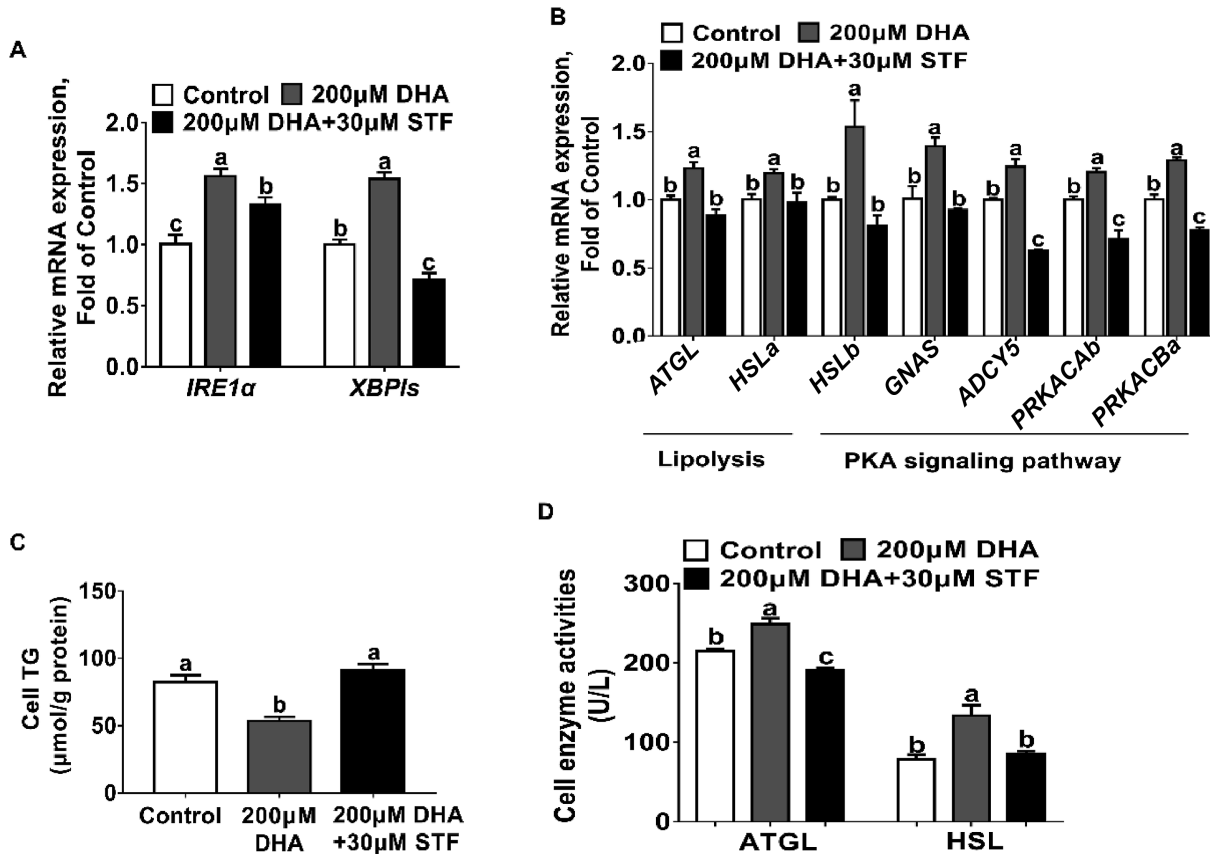 A
Relative mRNA expression,
Fold of Control
Control
200μM DHA
200μM DHA+30μM STF
2.0
1.5
1.0
0.5
0.0
c
a
b
b
a
c
IRE1α
XBPIs
B
Relative mRNA expression,
Fold of Control
Control
200μM DHA
200μM DHA+30μM STF
2.0
1.5
1.0
0.5
0.0
b
a
b
b
a
b
b
a
b
b
a
b
b
a
c
b
a
c
b
a
c
ATGL
HSLa
HSLb
GNAS
ADCY5
PRKACAb
PRKACBa
Lipolysis
PKA signaling pathway
C
Cell TG
(μmol/g protein)
150
100
50
0
a
b
a
Control
200μM
DHA
200μM DHA
+30μM STF
D
Cell enzyme activities
(U/L)
Control
200μM DHA
200μM DHA+30μM STF
300
200
100
0
b
a
c
b
a
b
ATGL
HSL